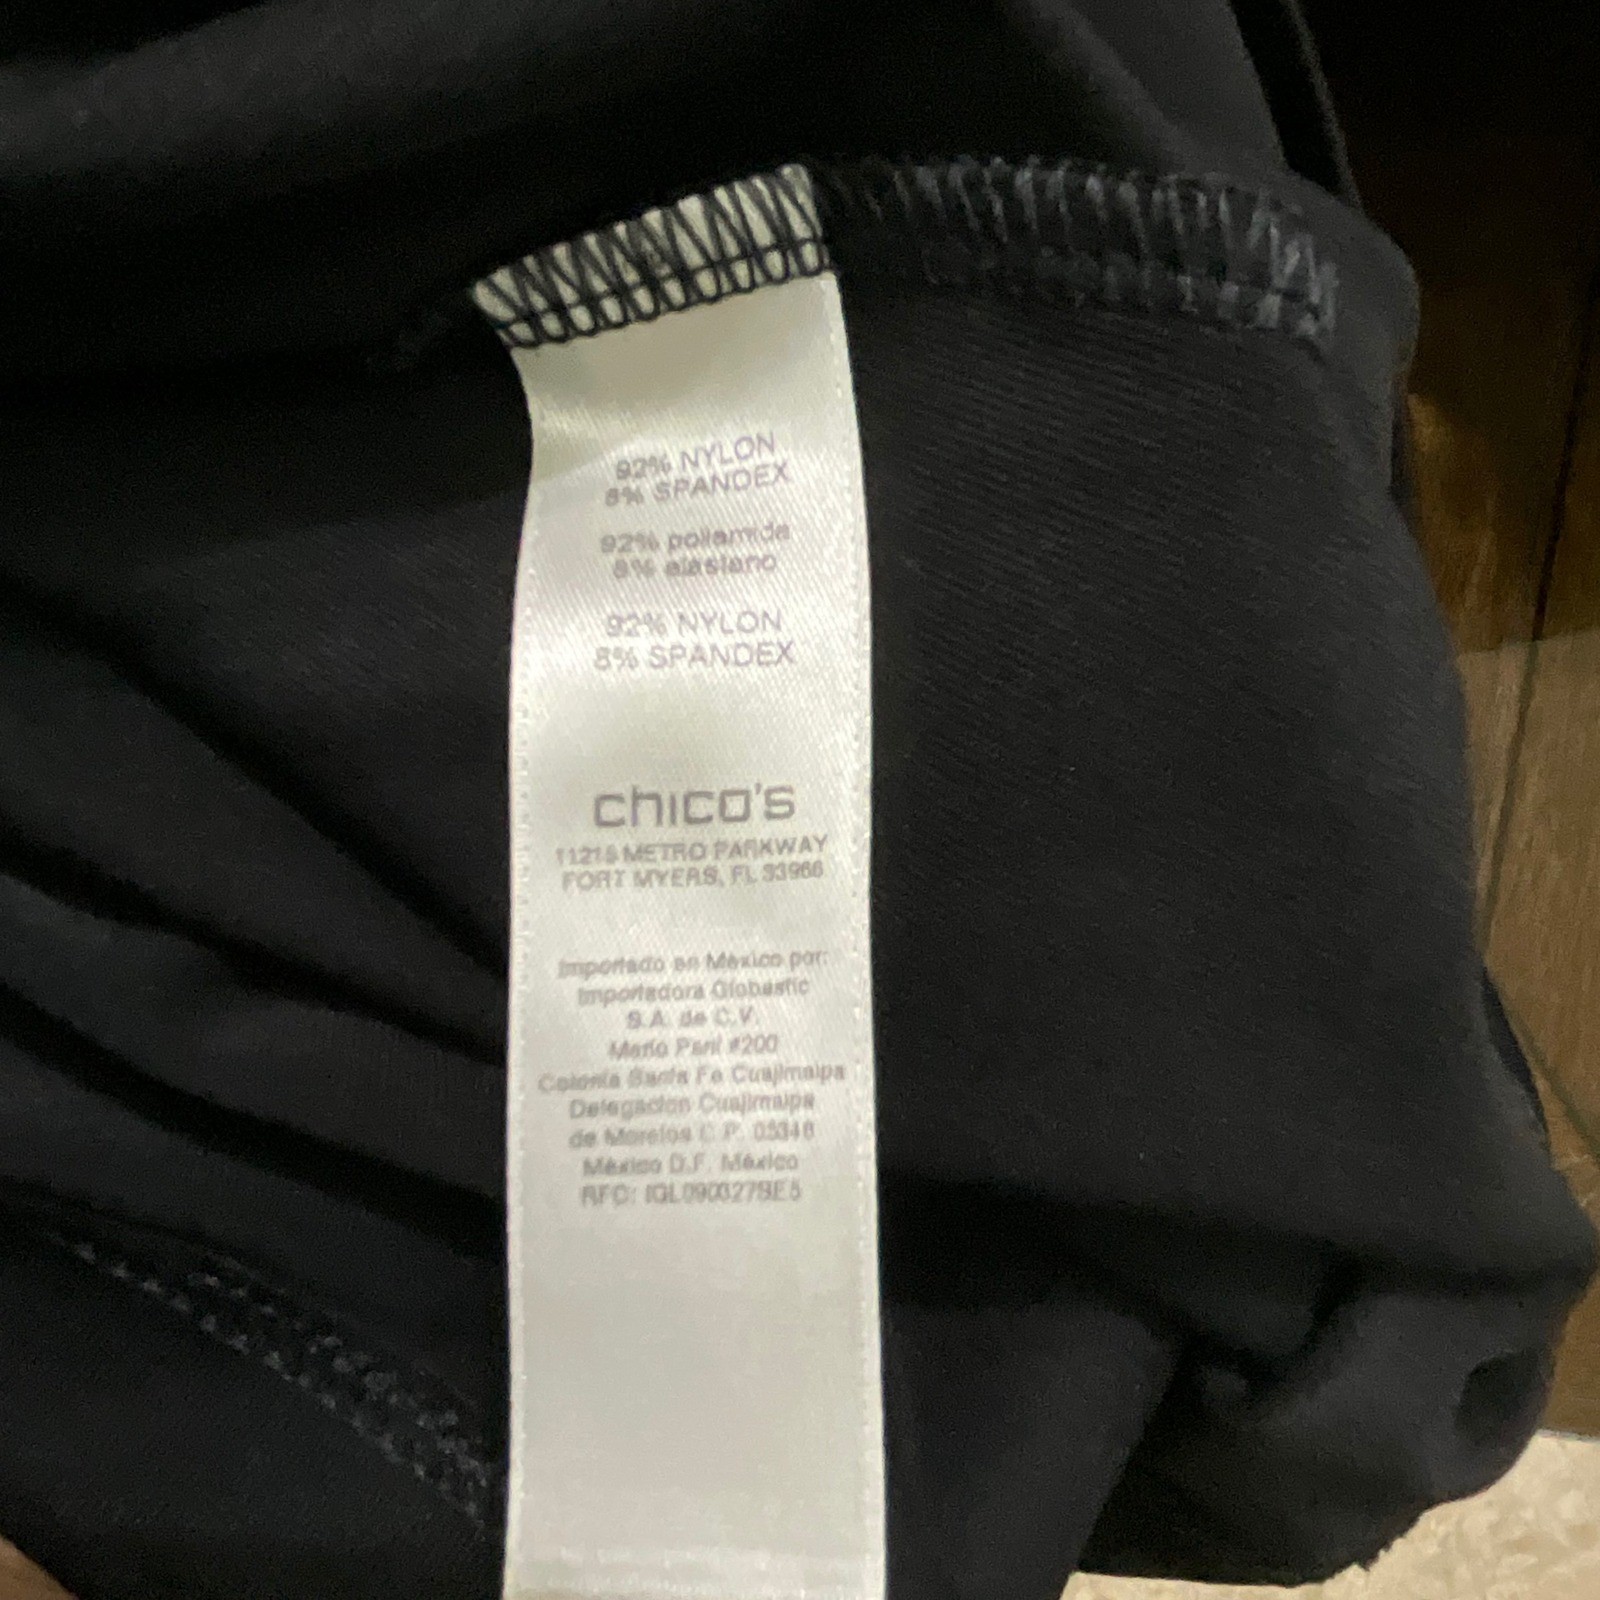 92% NYLON
8% SPANDEX
92% poliamida
8% elastano
92% NYLON
8% SPANDEX
chico's
11215 METRO PARKWAY
FORT MYERS, FL 33966
Importado en México por:
Importadora Globastic
S.A. de C.V.
Mario Pani #200
Colonia Santa Fe Cuajimalpa
Delegacion Cuajimalpa
de Morelos C.P. 05348
México D.F. México
RFC: